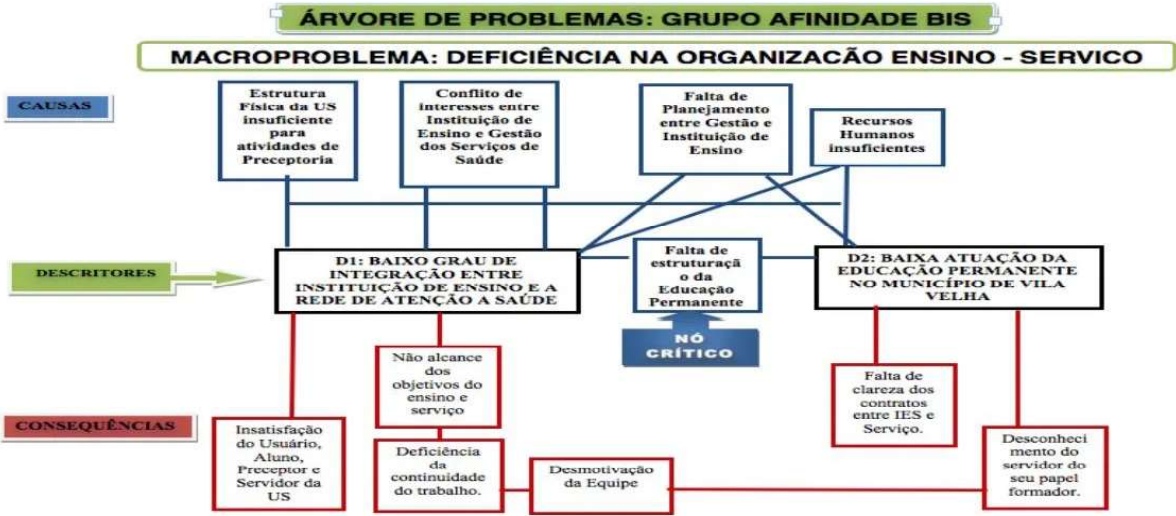 ÁRVORE DE PROBLEMAS: GRUPO AFINIDADE BIS
MACROPROBLEMA: DEFICIÊNCIA NA ORGANIZACÃO ENSINO - SERVICO
CAUSAS
Estrutura
Física da US
insuficiente
para
atividades de
Preceptoria
Conflito de
interesses entre
Instituição de
Ensino e Gestão
dos Serviços de
Saúde
Falta de
Planejamento
entre Gestão e
Instituição de
Ensino
Recursos
Humanos
insuficientes
DESCRITORES
D1: BAIXO GRAU DE
INTEGRAÇÃO ENTRE
INSTITUIÇÃO DE ENSINO E A
REDE DE ATENÇÃO A SAÚDE
Falta de
estruturaçã
o da
Educação
Permanente
D2: BAIXA ATUAÇÃO DA
EDUCAÇÃO PERMANENTE
NO MUNICÍPIO DE VILA
VELHA
NÓ
CRÍTICO
CONSEQUÊNCIAS
Insatisfação
do Usuário,
Aluno,
Preceptor e
Servidor da
US
Não alcance
dos
objetivos do
ensino e
serviço
Deficiência
da
continuidade
do trabalho.
Desmotivação
da Equipe
Falta de
clareza dos
contratos
entre IES e
Serviço.
Desconheci
mento do
servidor do
seu papel
formador.